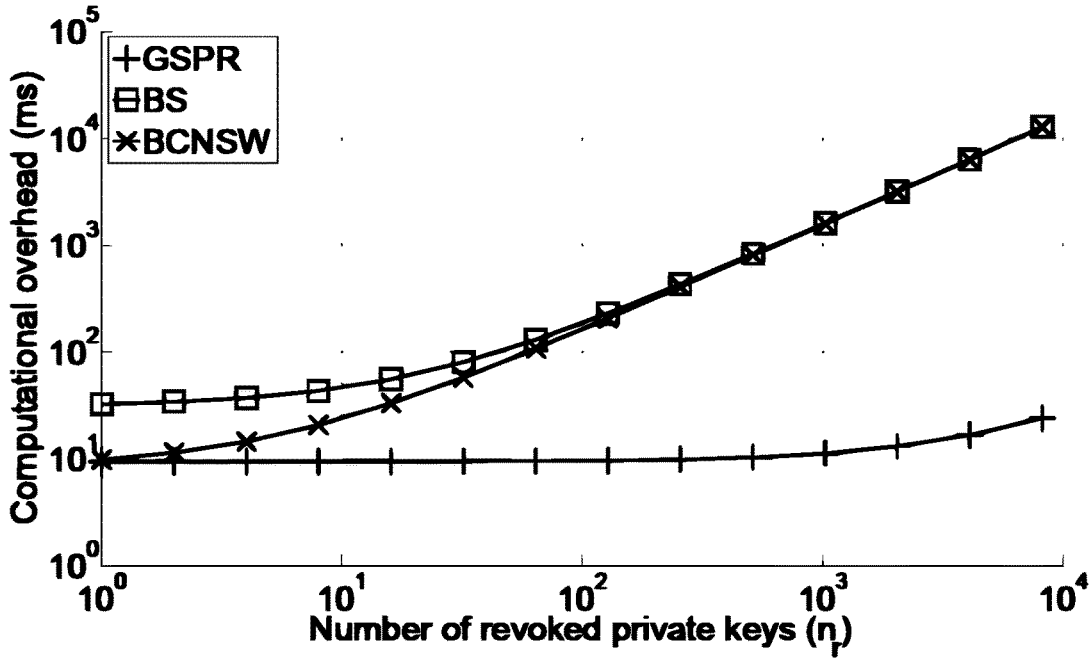 10^5
10^4
10^3
10^2
10^1
10^0
Computational overhead (ms)
GSPR
BS
BCNSW
10^0 10^1 10^2 10^3 10^4
Number of revoked private keys (n_r)